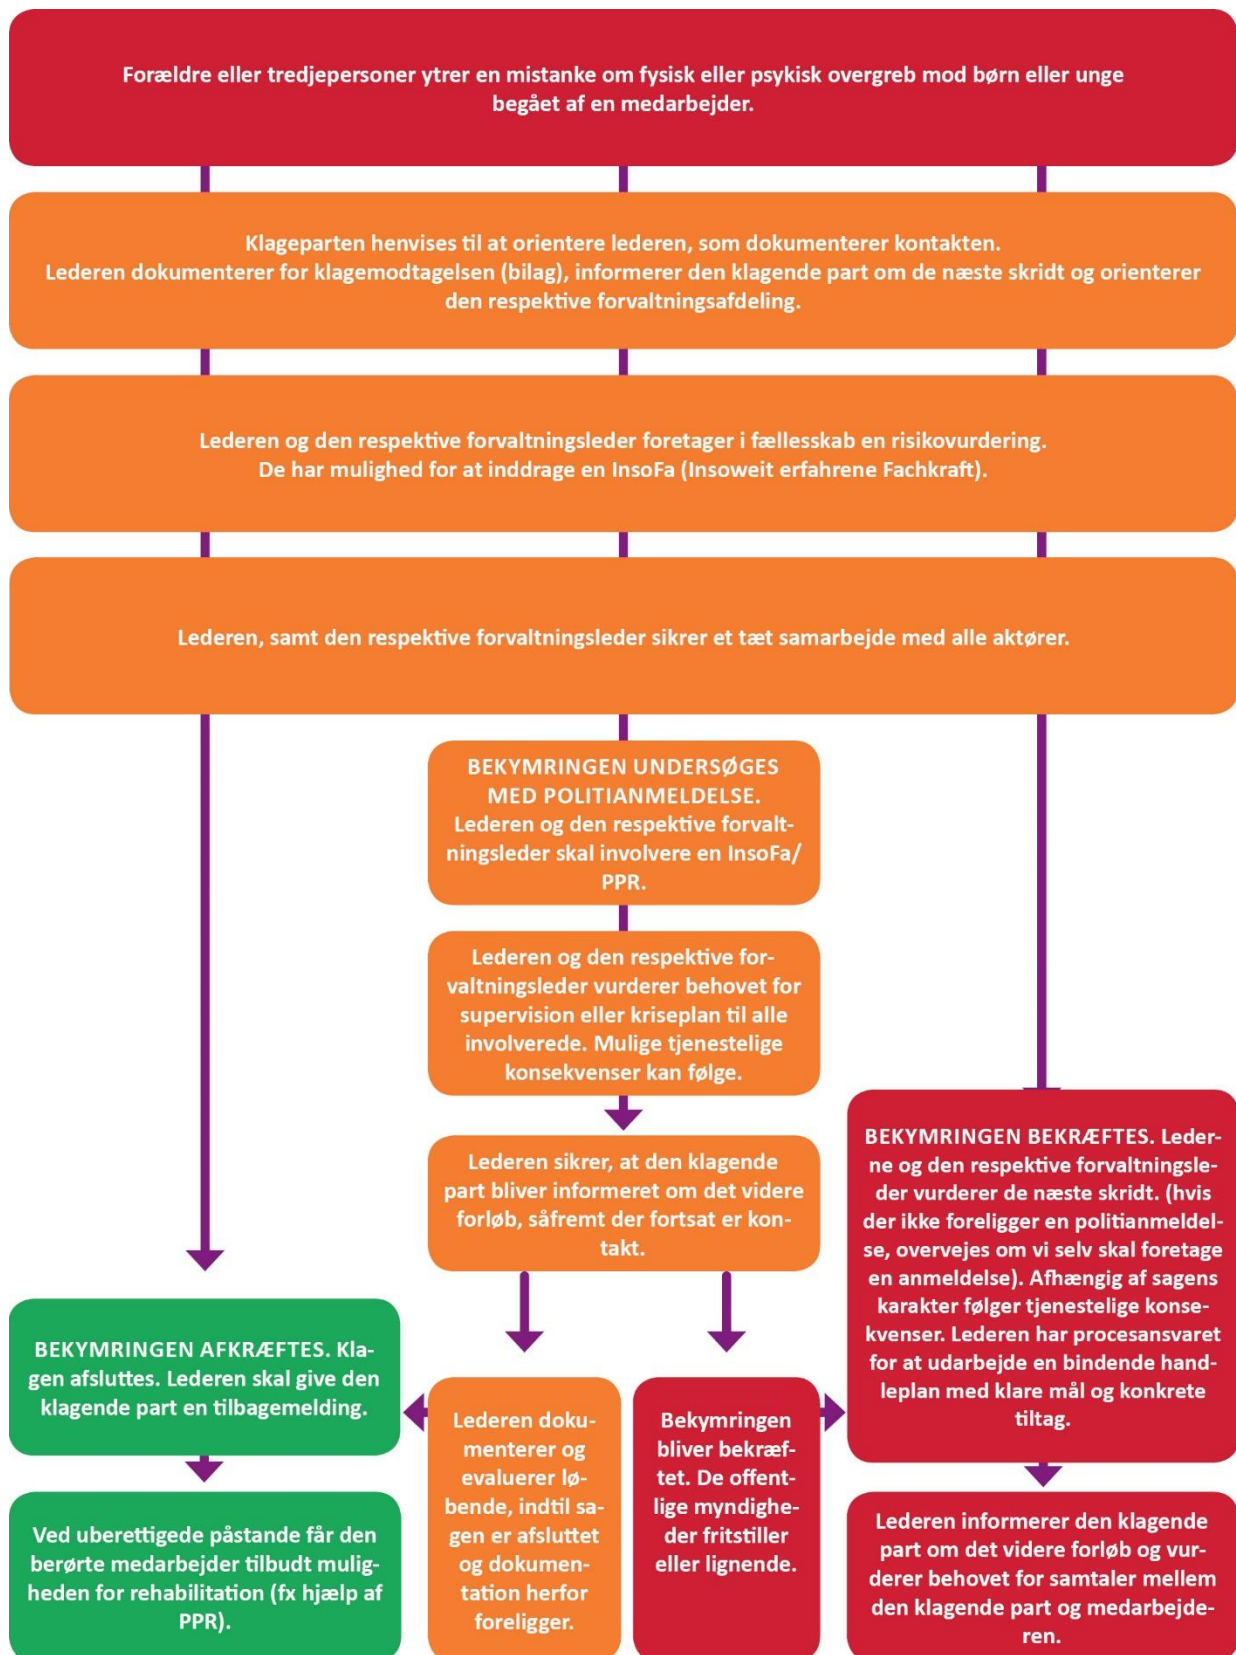 Forældre eller tredjepersoner ytrer en mistanke om fysisk eller psykisk overgreb mod børn eller unge
begået af en medarbejder.
Klageparten henvises til at orientere lederen, som dokumenterer kontakten.
Lederen dokumenterer for klagemodtagelsen (bilag), informerer den klagende part om de næste skridt og orienterer
den respektive forvaltningsafdeling.
Lederen og den respektive forvaltningsleder foretager i fællesskab en risikovurdering.
De har mulighed for at inddrage en InsoFa (Insoweit erfahrene Fachkraft).
Lederen, samt den respektive forvaltningsleder sikrer et tæt samarbejde med alle aktører.
BEKYMRINGEN UNDERSØGES
MED POLITIANMELDELSE.
Lederen og den respektive forvalt-
ningsleder skal involvere en InsoFa/
PPR.
Lederen og den respektive for-
valtningsleder vurderer behovet for
supervision eller kriseplan til alle
involverede. Mulige tjenestelige
konsekvenser kan følge.
Lederen sikrer, at den klagende
part bliver informeret om det videre
forløb, såfremt der fortsat er kon-
takt.
BEKYMRINGEN BEKRÆFTES. Leder-
ne og den respektive forvaltningsle-
der vurderer de næste skridt. (hvis
der ikke foreligger en politianmeldel-
se, overvejes om vi selv skal foretage
en anmeldelse). Afhængig af sagens
karakter følger tjenestelige konse-
kvenser. Lederen har procesansvaret
for at udarbejde en bindende hand-
leplan med klare mål og konkrete
tiltag.
BEKYMRINGEN AFKRÆFTES. Kla-
gen afsluttes. Lederen skal give den
klagende part en tilbagemelding.
Lederen doku-
menterer og
evaluerer lø-
bende, indtil sa-
gen er afsluttet
og dokumen-
tation herfor
foreligger.
Bekymringen
bliver bekræf-
tet. De offent-
lige myndighe-
der fritstiller
eller lignende.
Ved uberettigede påstande får den
berørte medarbejder tilbudt mulig-
heden for rehabilitation (fx hjælp af
PPR).
Lederen informerer den klagende
part om det videre forløb og vur-
derer behovet for samtaler mellem
den klagende part og medarbejde-
ren.